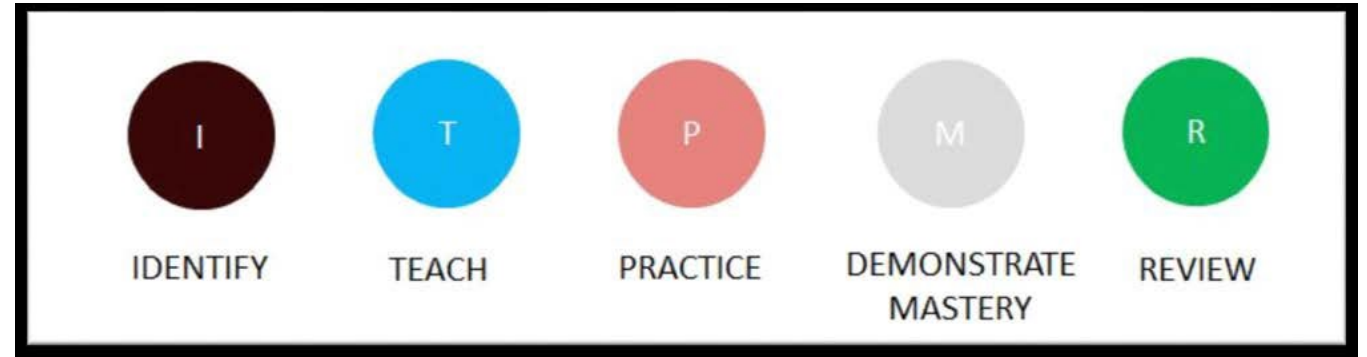 I T P M R
IDENTIFY TEACH PRACTICE DEMONSTRATE MASTERY REVIEW